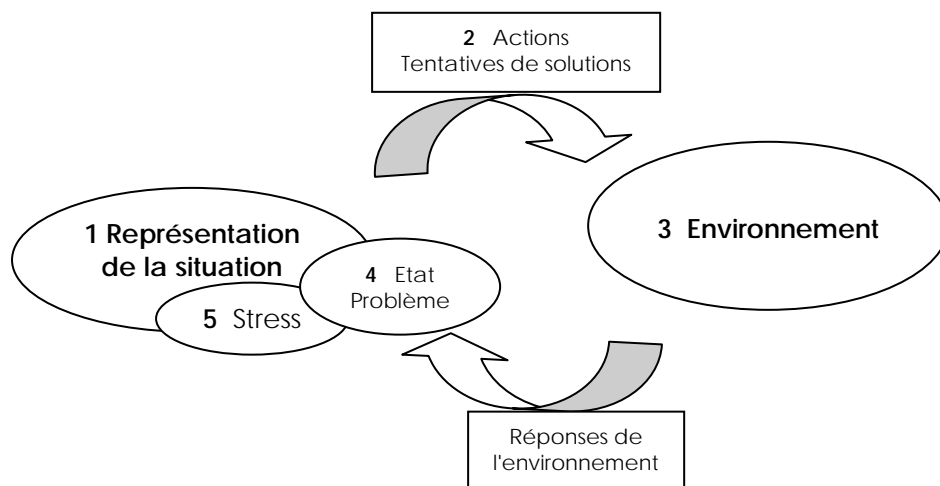 2 Actions
Tentatives de solutions
1 Représentation
de la situation
3 Environnement
4 Etat
Problème
5 Stress
Réponses de
l'environnement